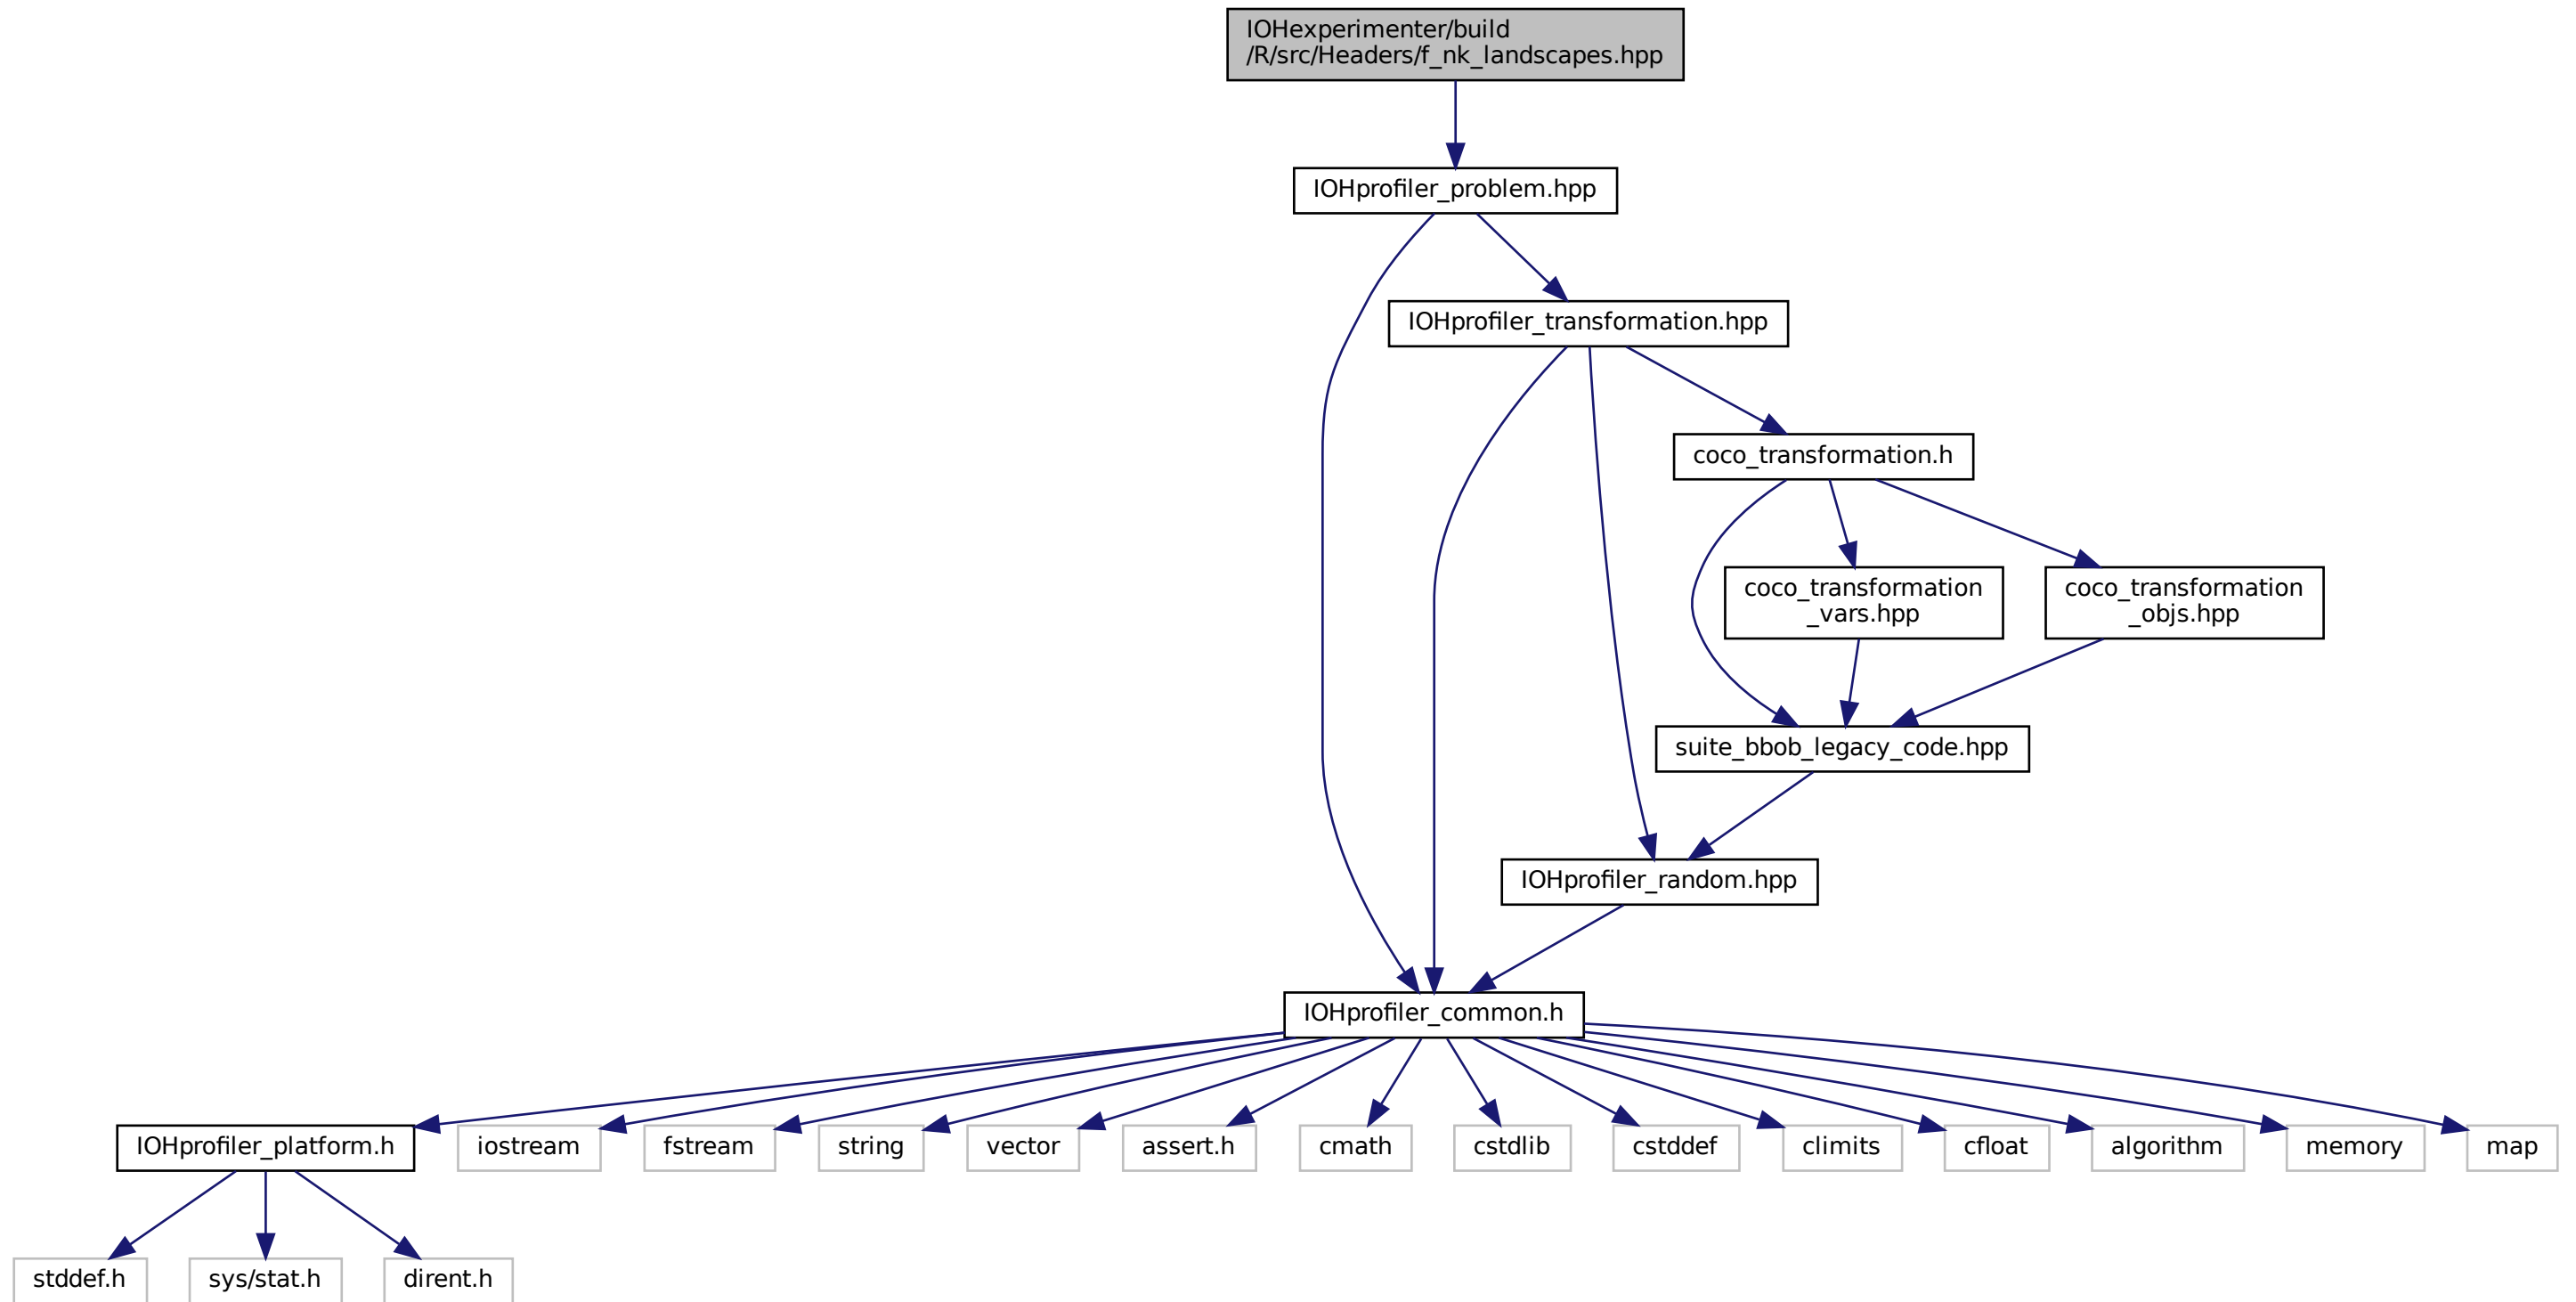 IOHexperimenter/build
/R/src/Headers/f_nk_landscapes.hpp
IOHprofiler_problem.hpp
IOHprofiler_transformation.hpp
coco_transformation.h
coco_transformation
_vars.hpp
coco_transformation
_objs.hpp
suite_bbob_legacy_code.hpp
IOHprofiler_random.hpp
IOHprofiler_common.h
IOHprofiler_platform.h
iostream
fstream
string
vector
assert.h
cmath
cstdlib
cstddef
climits
cfloat
algorithm
memory
map
stddef.h
sys/stat.h
dirent.h